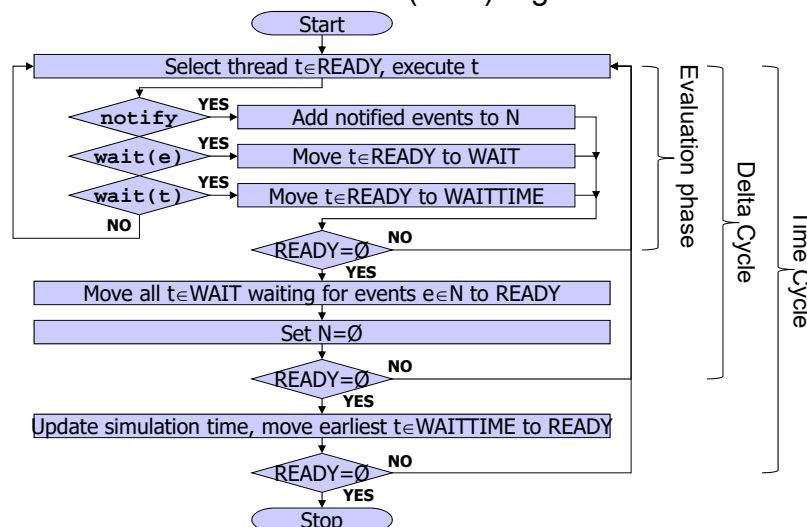 Start
Select thread t∈READY, execute t
notify
YES
Add notified events to N
wait(e)
YES
Move t∈READY to WAIT
wait(t)
YES
Move t∈READY to WAITTIME
NO
READY=Ø
NO
YES
Move all t∈WAIT waiting for events e∈N to READY
Set N=Ø
READY=Ø
NO
YES
Update simulation time, move earliest t∈WAITTIME to READY
READY=Ø
NO
YES
Stop
Evaluation phase
Delta Cycle
Time Cycle